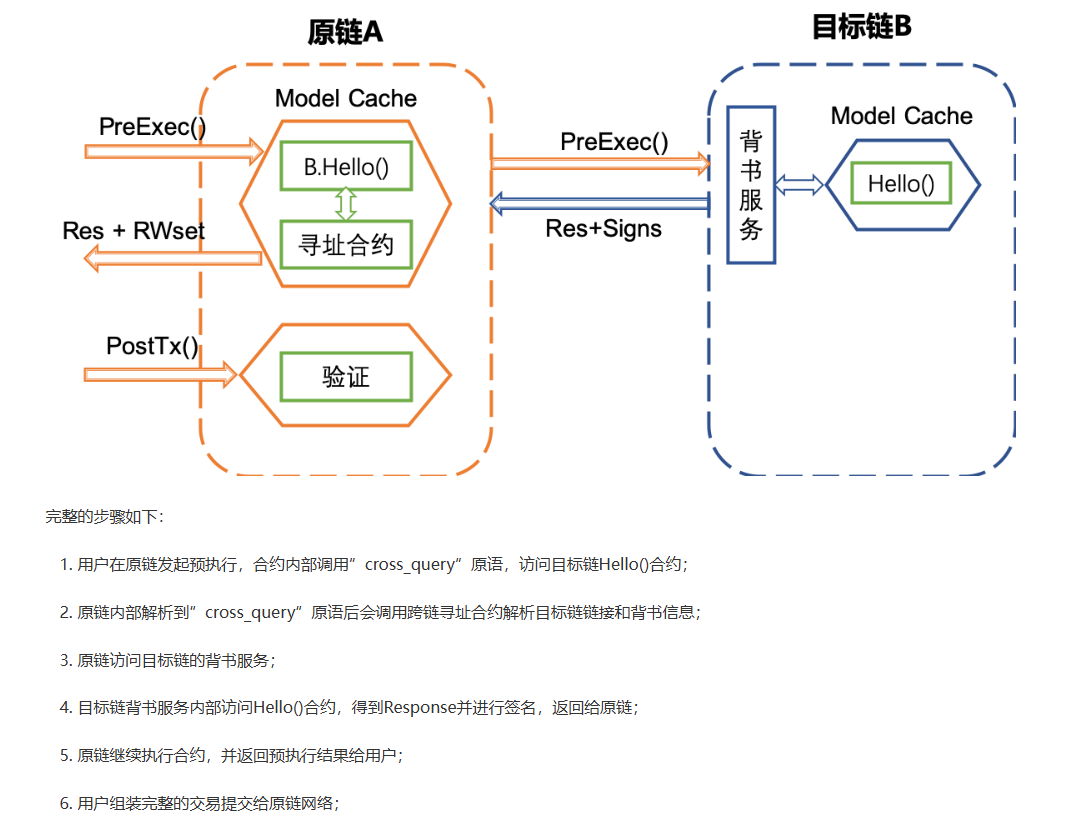 原链A
目标链B
Model Cache
PreExec()
B.Hello()
寻址合约
Res + RWset
PostTx()
验证
PreExec()
Res+Signs
背书服务
Model Cache
Hello()
完整的步骤如下：
1. 用户在原链发起预执行，合约内部调用”cross_query”原语，访问目标链Hello()合约；
2. 原链内部解析到”cross_query”原语后会调用跨链寻址合约解析目标链链接和背书信息；
3. 原链访问目标链的背书服务；
4. 目标链背书服务内部访问Hello()合约，得到Response并进行签名，返回给原链；
5. 原链继续执行合约，并返回预执行结果给用户；
6. 用户组装完整的交易提交给原链网络；